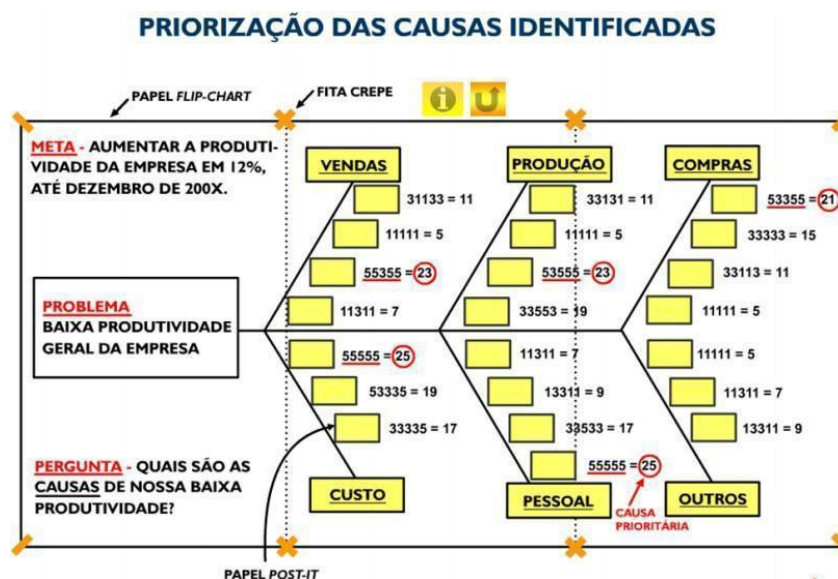 PRIORIZAÇÃO DAS CAUSAS IDENTIFICADAS
PAPEL FLIP-CHART
FITA CREPE
META - AUMENTAR A PRODUTI-
VIDADE DA EMPRESA EM 12%,
ATÉ DEZEMBRO DE 200X.
VENDAS
31133 = 11
11111 = 5
55355 = 23
11311 = 7
PRODUÇÃO
33131 = 11
11111 = 5
53555 = 23
33553 = 19
COMPRAS
53355 = 21
33333 = 15
33113 = 11
11111 = 5
PROBLEMA
BAIXA PRODUTIVIDADE
GERAL DA EMPRESA
55555 = 25
53335 = 19
33335 = 17
CUSTO
11311 = 7
13311 = 9
33533 = 17
55555 = 25
PESSOAL
CAUSA
PRIORITÁRIA
11111 = 5
11311 = 7
13311 = 9
OUTROS
PERGUNTA - QUAIS SÃO AS
CAUSAS DE NOSSA BAIXA
PRODUTIVIDADE?
PAPEL POST-IT